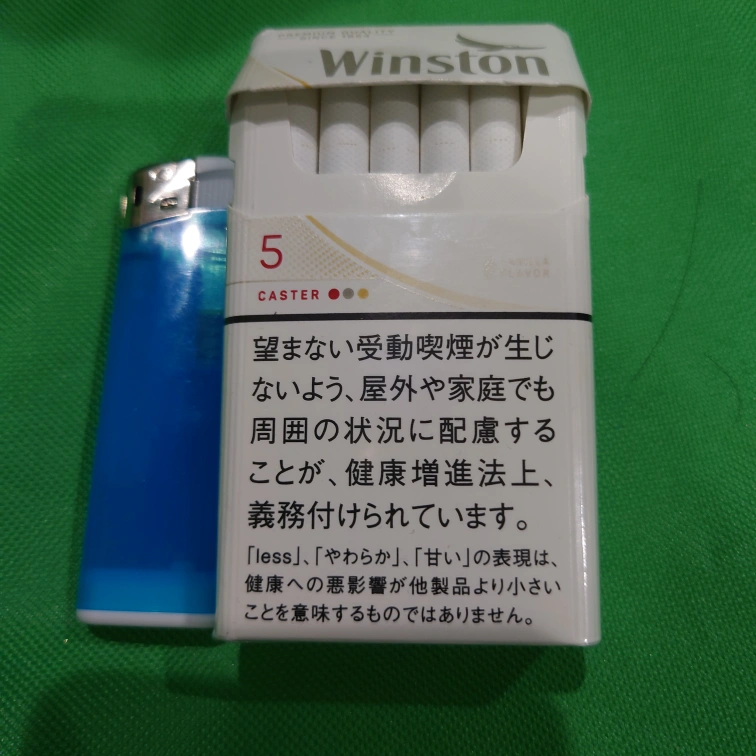 PREMIUM QUALITY
SINCE 1954
Winston
5
CASTER
望まない受動喫煙が生じ
ないよう、屋外や家庭でも
周囲の状況に配慮する
ことが、健康増進法上、
義務付けられています。
「less」、「やわらか」、「甘い」の表現は、
健康への悪影響が他製品より小さい
ことを意味するものではありません。